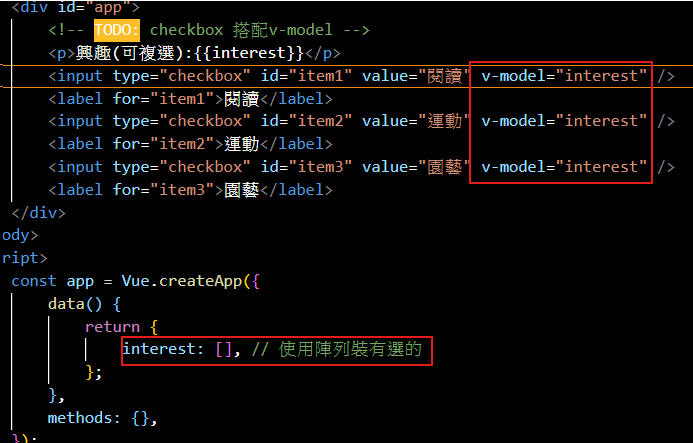 <div id="app">
<!-- TODO: checkbox 搭配v-model -->
<p>興趣(可複選):{{interest}}</p>
<input type="checkbox" id="item1" value="閱讀" v-model="interest" />
<label for="item1">閱讀</label>
<input type="checkbox" id="item2" value="運動" v-model="interest" />
<label for="item2">運動</label>
<input type="checkbox" id="item3" value="園藝" v-model="interest" />
<label for="item3">園藝</label>
</div>
ody>
ript>
const app = Vue.createApp({
data() {
return {
interest: [], // 使用陣列裝有選的
};
},
methods: {},
});